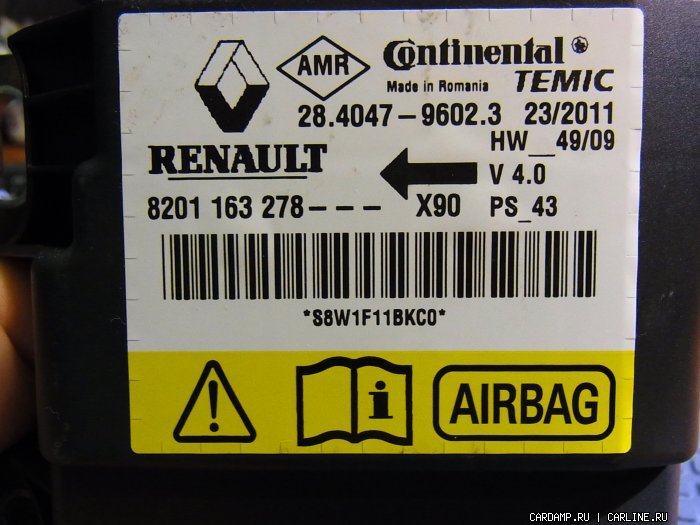 AMR
Continental
Made in Romania TEMIC
28.4047-9602.3 23/2011
HW__49/09
RENAULT
V 4.0
8201 163 278--- X90 PS_43
*S8W1F11BKC0*
AIRBAG
CARDAMP.RU | CARLINE.RU